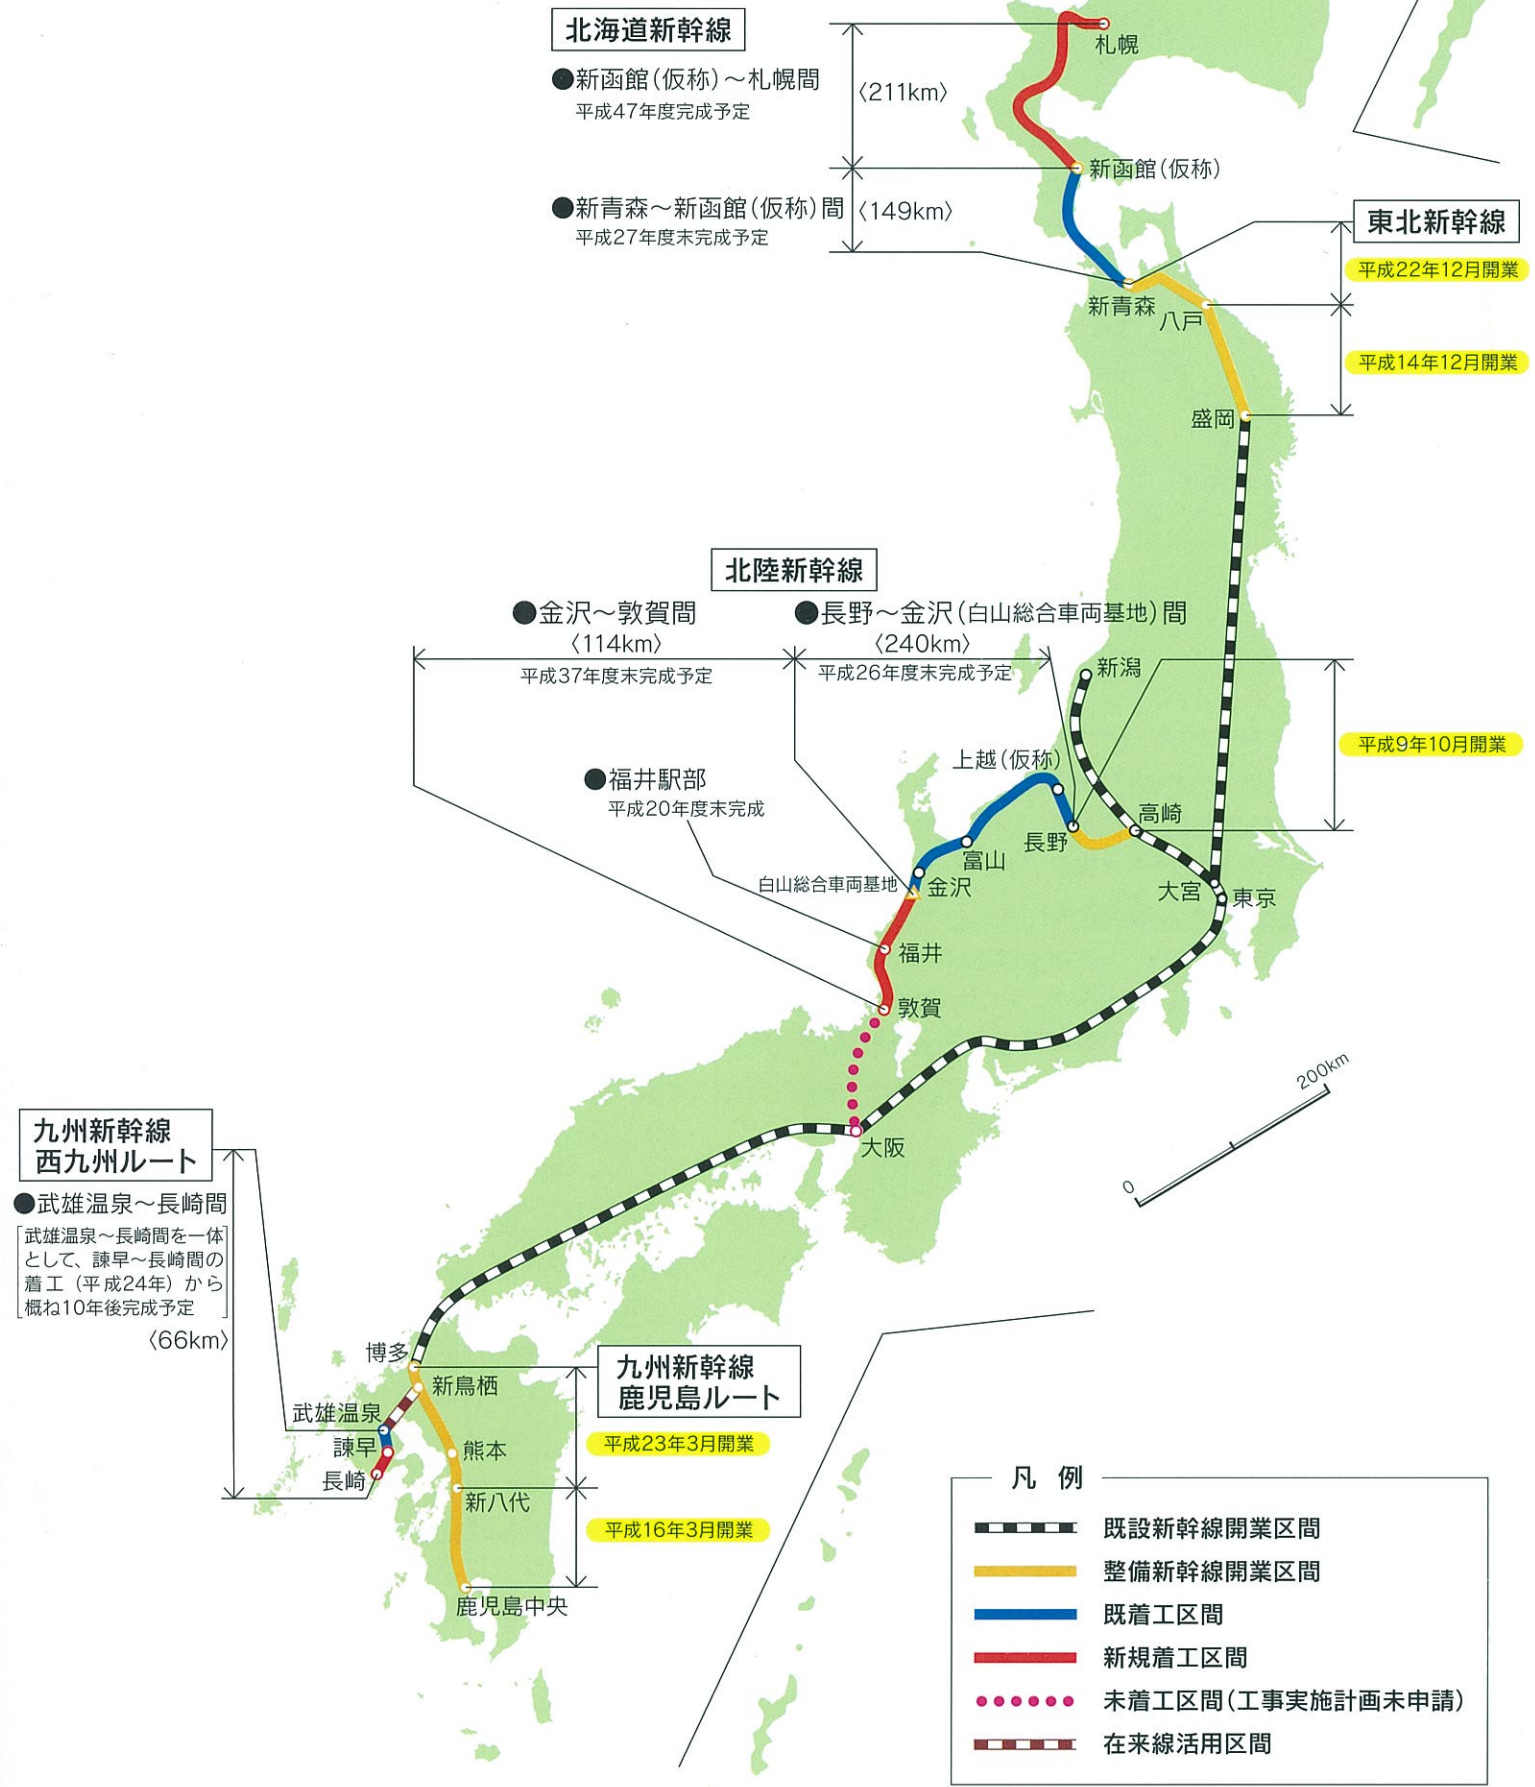 北海道新幹線
●新函館(仮称)～札幌間
平成47年度完成予定
〈211km〉
札幌
新函館(仮称)
●新青森～新函館(仮称)間
平成27年度末完成予定
〈149km〉
東北新幹線
平成22年12月開業
新青森
八戸
平成14年12月開業
盛岡
北陸新幹線
●金沢～敦賀間
〈114km〉
平成37年度末完成予定
●長野～金沢(白山総合車両基地)間
〈240km〉
平成26年度末完成予定
新潟
平成9年10月開業
上越(仮称)
●福井駅部
平成20年度末完成
高崎
長野
富山
白山総合車両基地
金沢
大宮
東京
福井
敦賀
200km
0
大阪
九州新幹線
西九州ルート
●武雄温泉～長崎間
武雄温泉～長崎間を一体
として、諫早～長崎間の
着工（平成24年）から
概ね10年後完成予定
〈66km〉
博多
新鳥栖
武雄温泉
諫早
長崎
熊本
新八代
鹿児島中央
九州新幹線
鹿児島ルート
平成23年3月開業
平成16年3月開業
凡 例
既設新幹線開業区間
整備新幹線開業区間
既着工区間
新規着工区間
未着工区間(工事実施計画未申請)
在来線活用区間